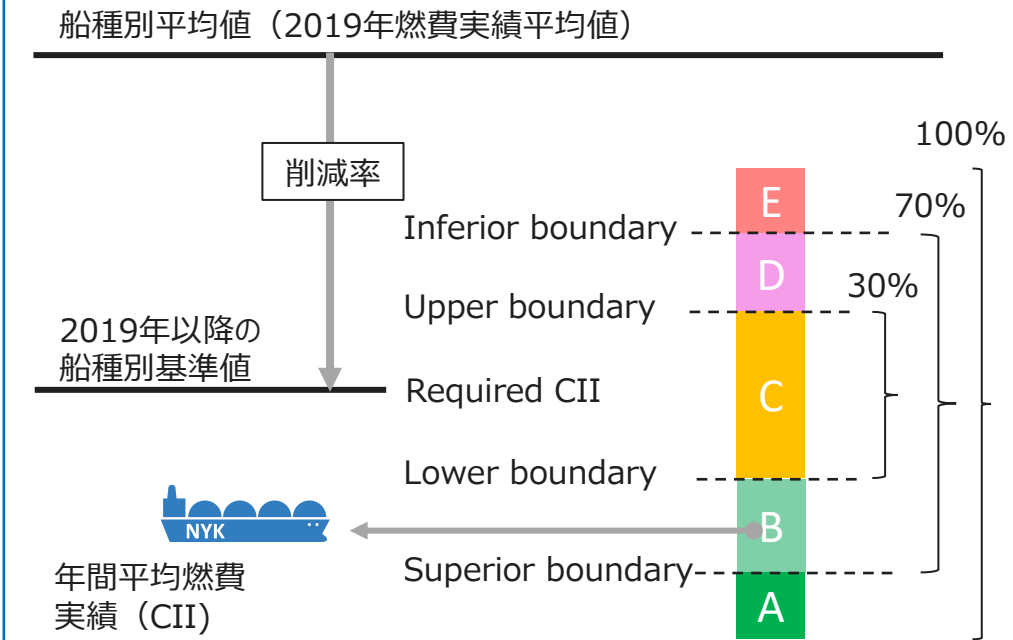 船種別平均値（2019年燃費実績平均値）
削減率
100%
E
70%
Inferior boundary
D
30%
Upper boundary
2019年以降の
船種別基準値
Required CII
C
Lower boundary
NYK
B
年間平均燃費
実績（CII)
Superior boundary
A